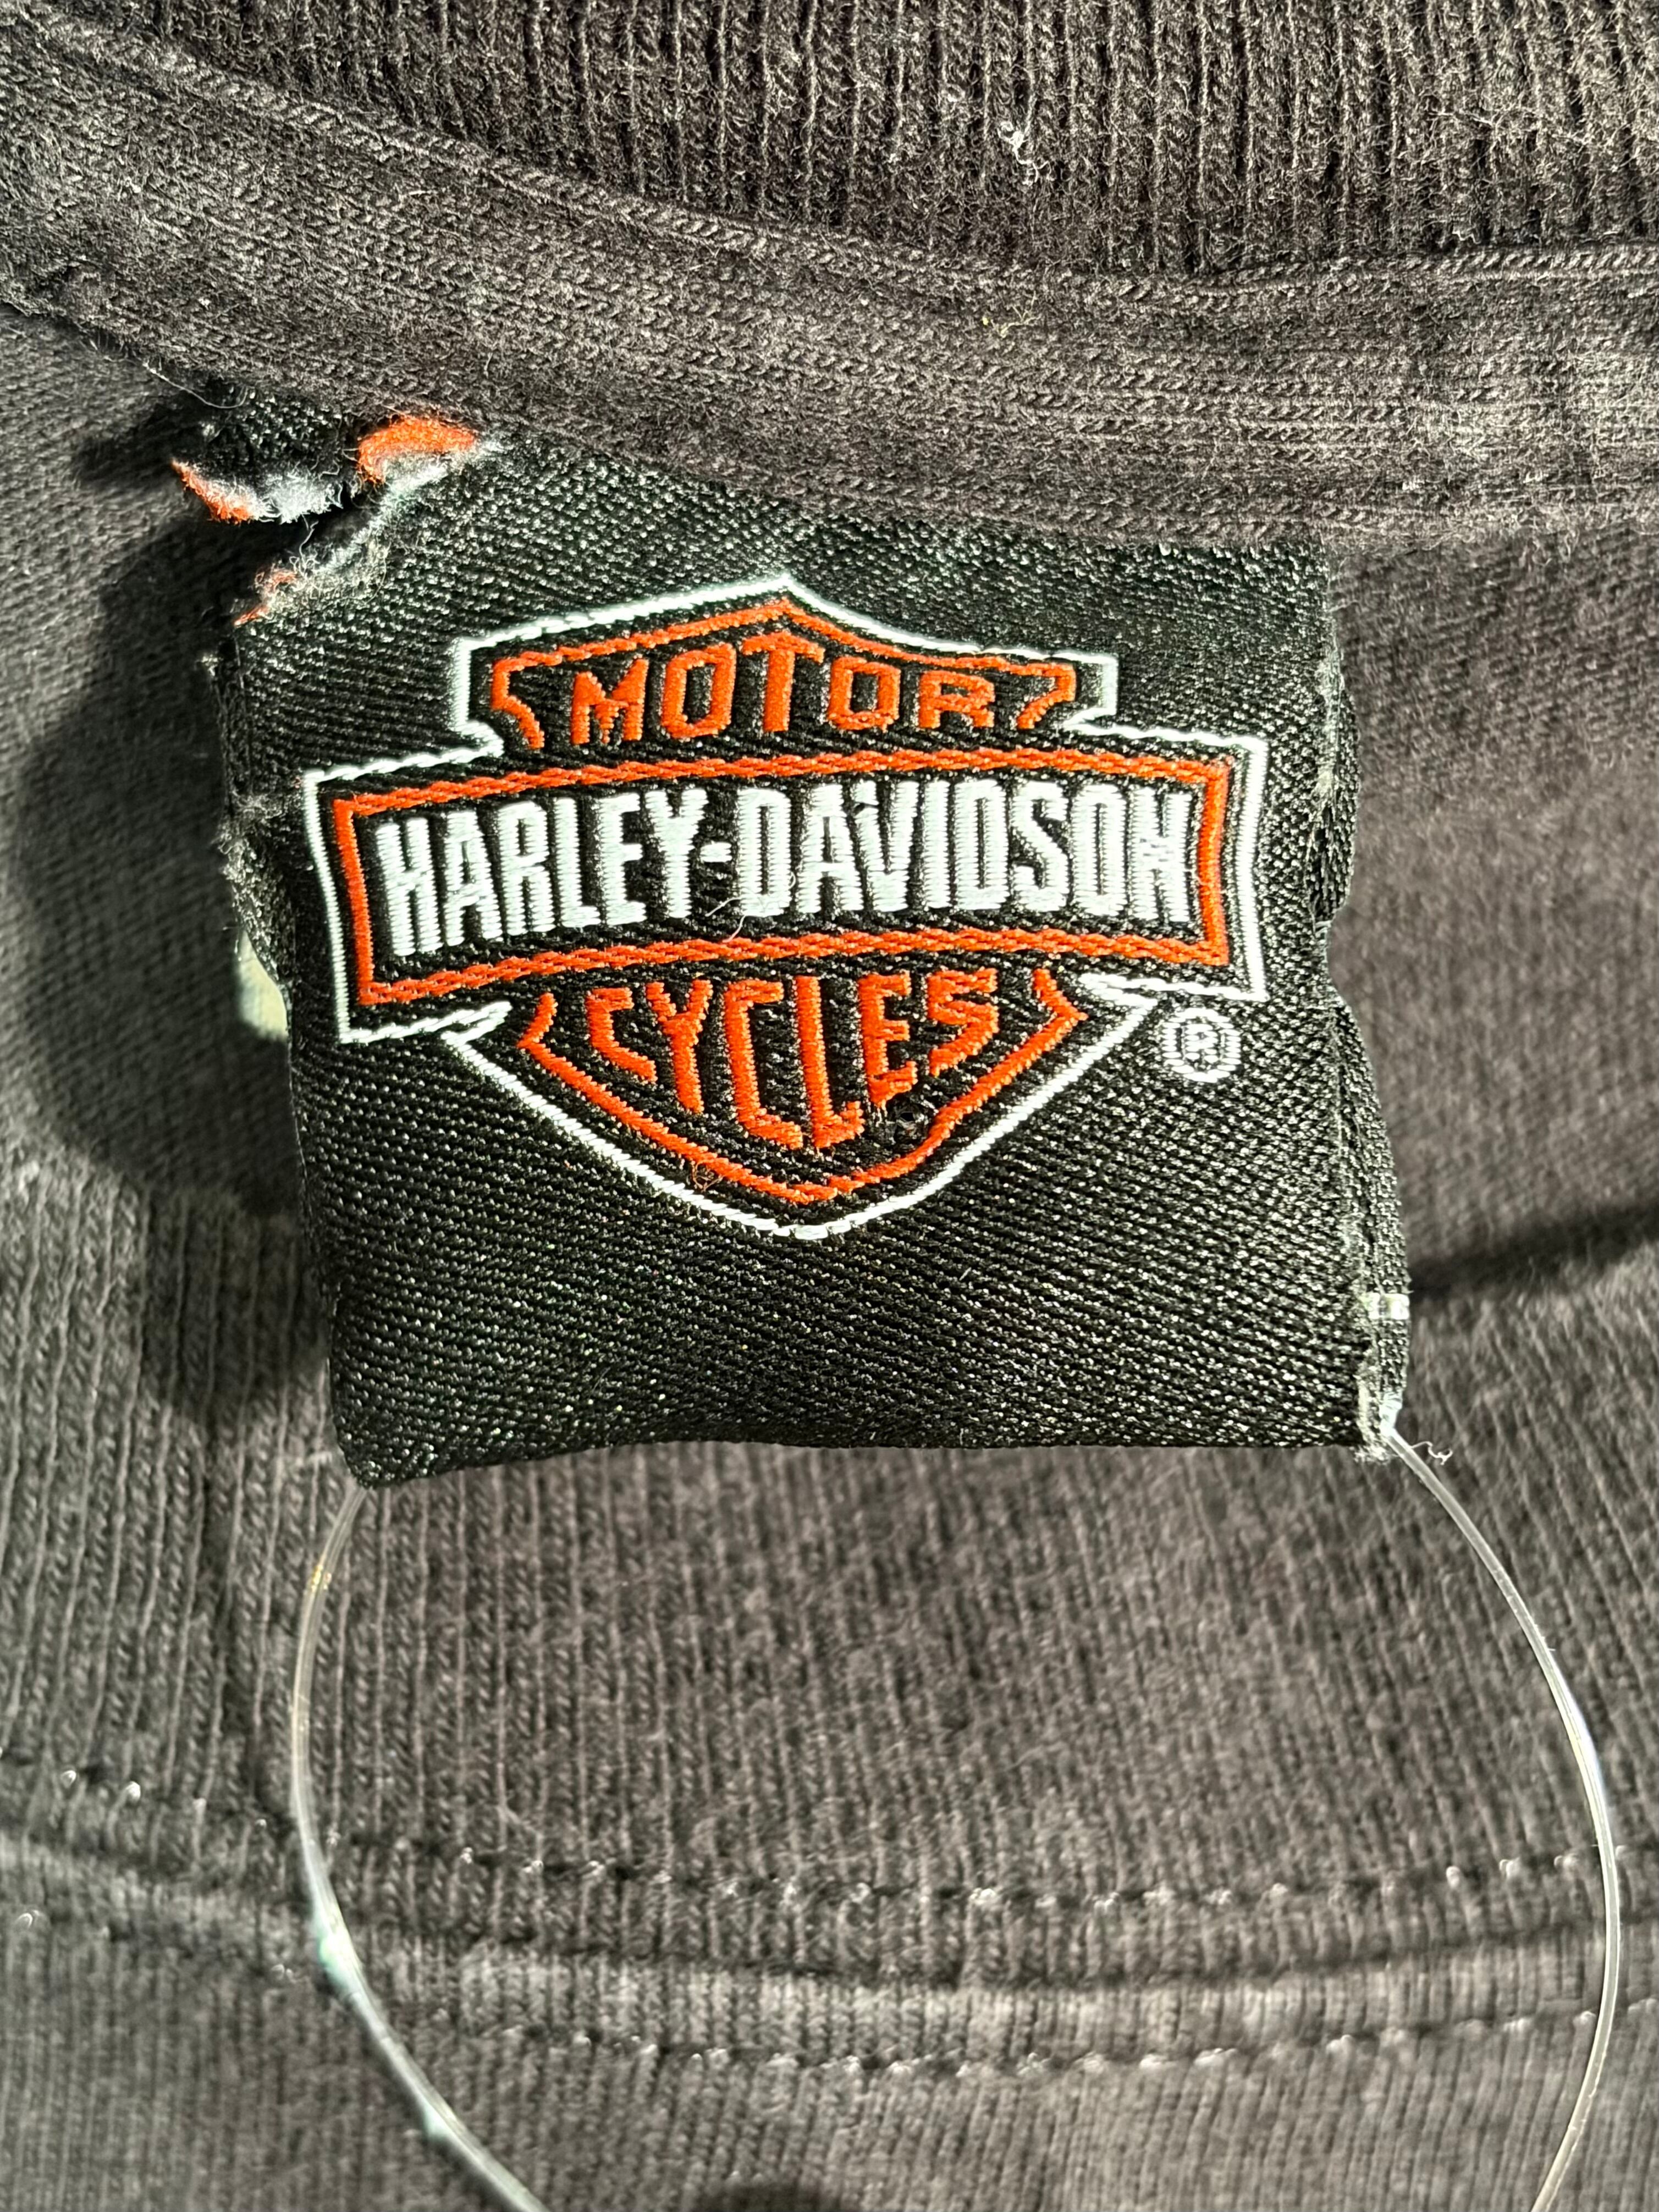 MOTOR
HARLEY-DAVIDSON
CYCLES
®